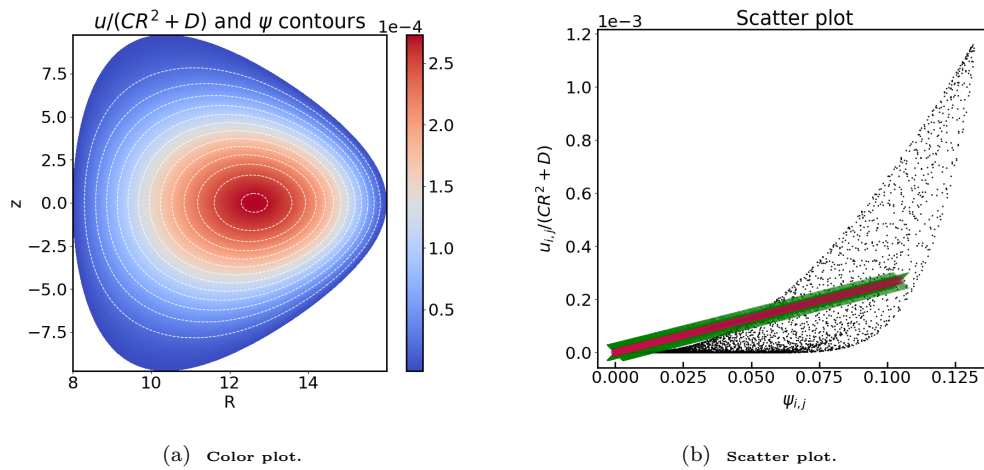 u/(CR² + D) and ψ contours
1e−4
7.5
5.0
2.5
0.0
−2.5
−5.0
−7.5
z
8
10
12
14
R
2.5
2.0
1.5
1.0
0.5
(a) Color plot.
Scatter plot
1e−3
1.2
1.0
0.8
0.6
0.4
0.2
0.0
u_{i,j}/(CR² + D)
0.000
0.025
0.050
0.075
0.100
0.125
ψ_{i,j}
(b) Scatter plot.